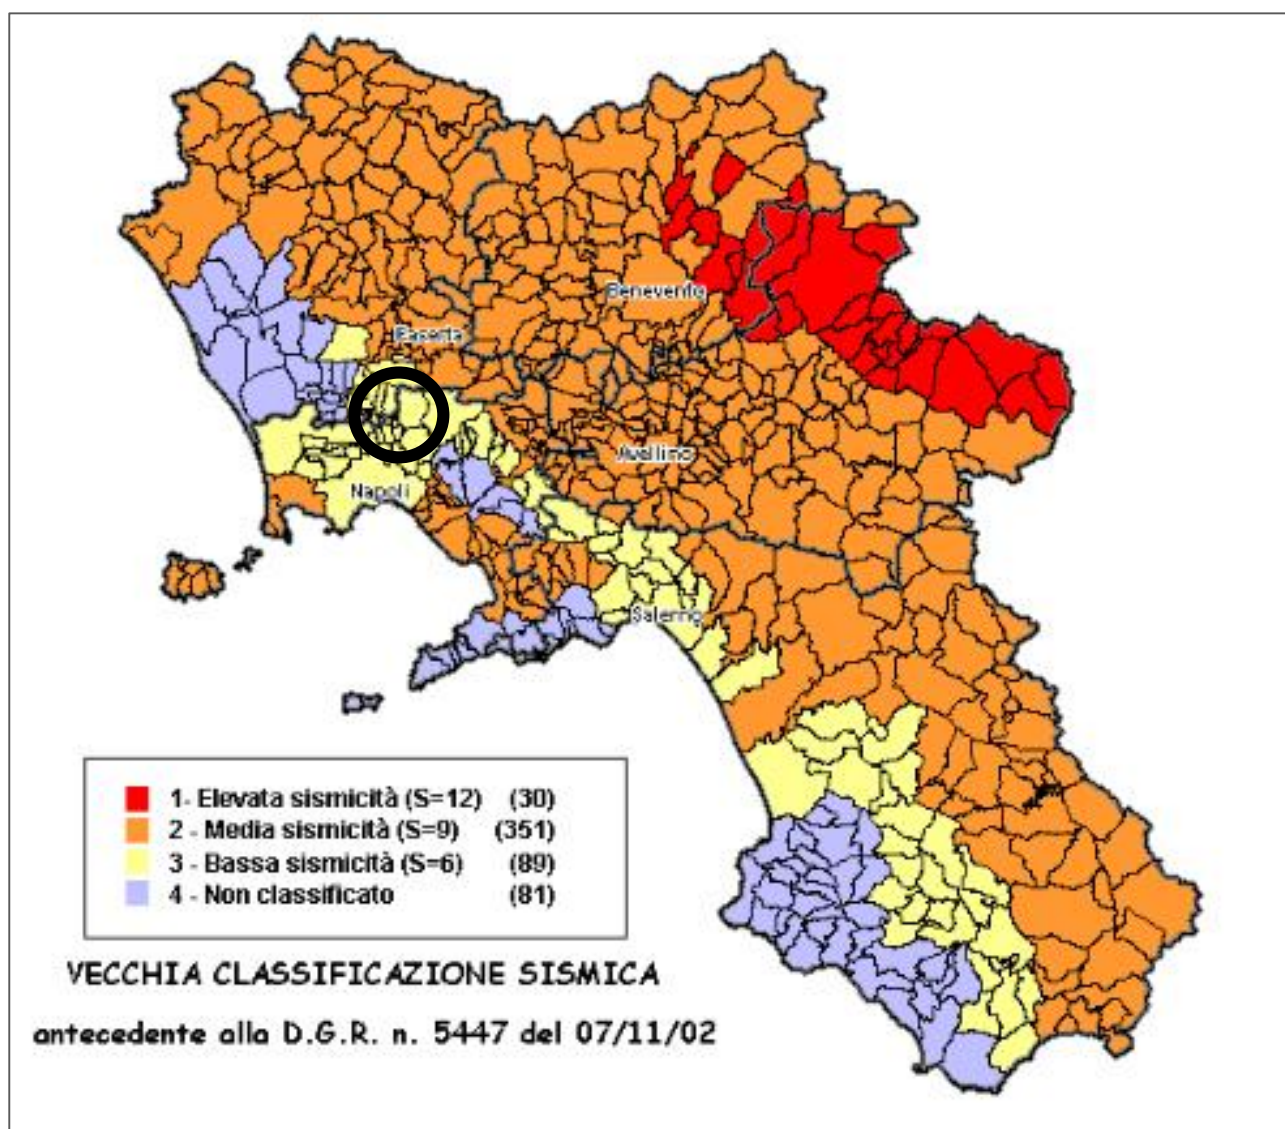 Benevento
Caserta
Avellino
Napoli
Salerno
1- Elevata sismicità (S=12) (30)
2 - Media sismicità (S=9) (351)
3 - Bassa sismicità (S=6) (89)
4 - Non classificato (81)
VECCHIA CLASSIFICAZIONE SISMICA
antecedente alla D.G.R. n. 5447 del 07/11/02